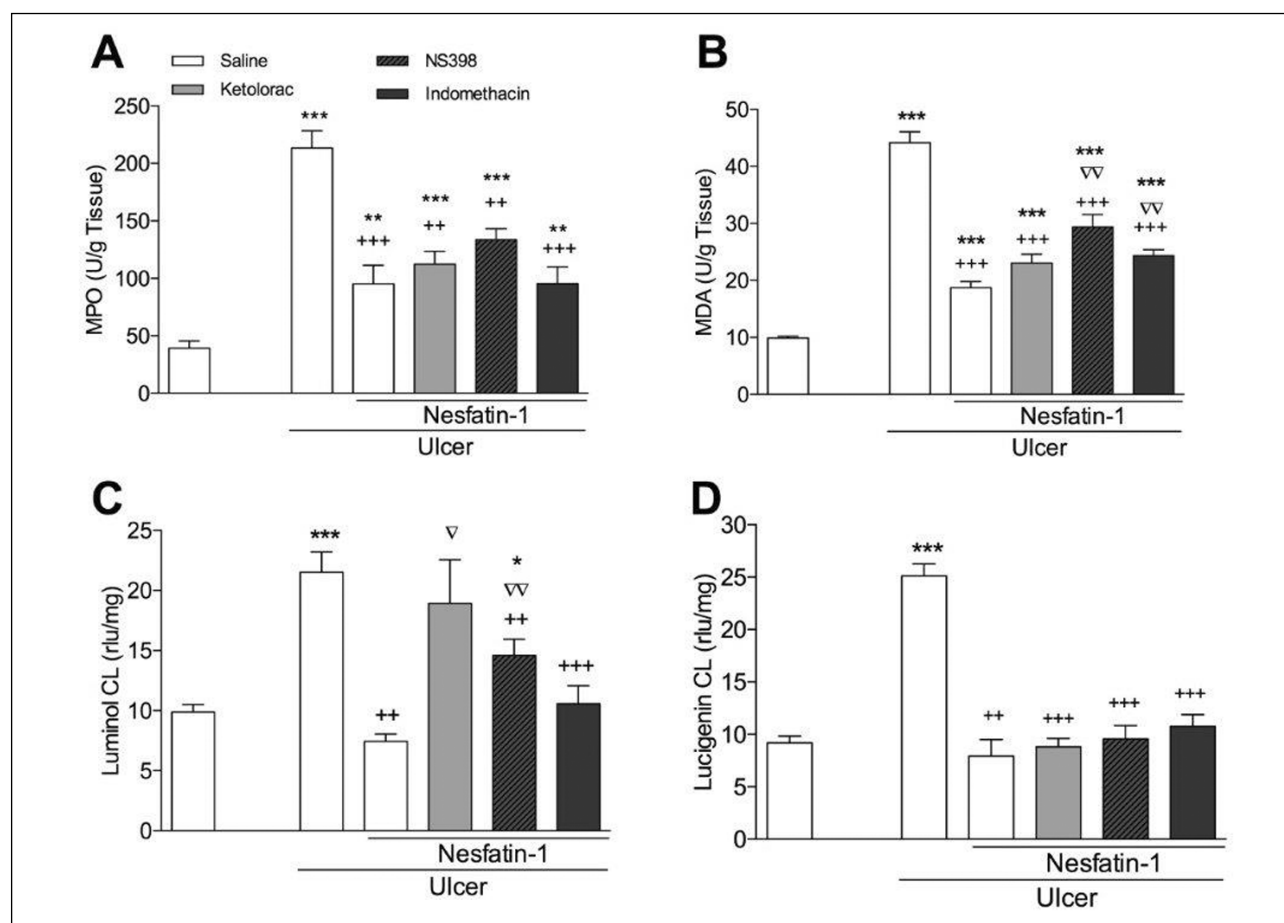 A
Saline
NS398
Ketolorac
Indomethacin
250
200
150
100
50
0
MPO (U/g Tissue)
***
**
+++
***
++
***
++
**
+++
Nesfatin-1
Ulcer
B
50
40
30
20
10
0
MDA (U/g Tissue)
***
***
+++
***
+++
***
∇∇
+++
***
∇∇
+++
Nesfatin-1
Ulcer
C
25
20
15
10
5
0
Luminol CL (rlu/mg)
***
++
∇
*
∇∇
++
+++
Nesfatin-1
Ulcer
D
30
25
20
15
10
5
0
Lucigenin CL (rlu/mg)
***
++
+++
+++
+++
Nesfatin-1
Ulcer